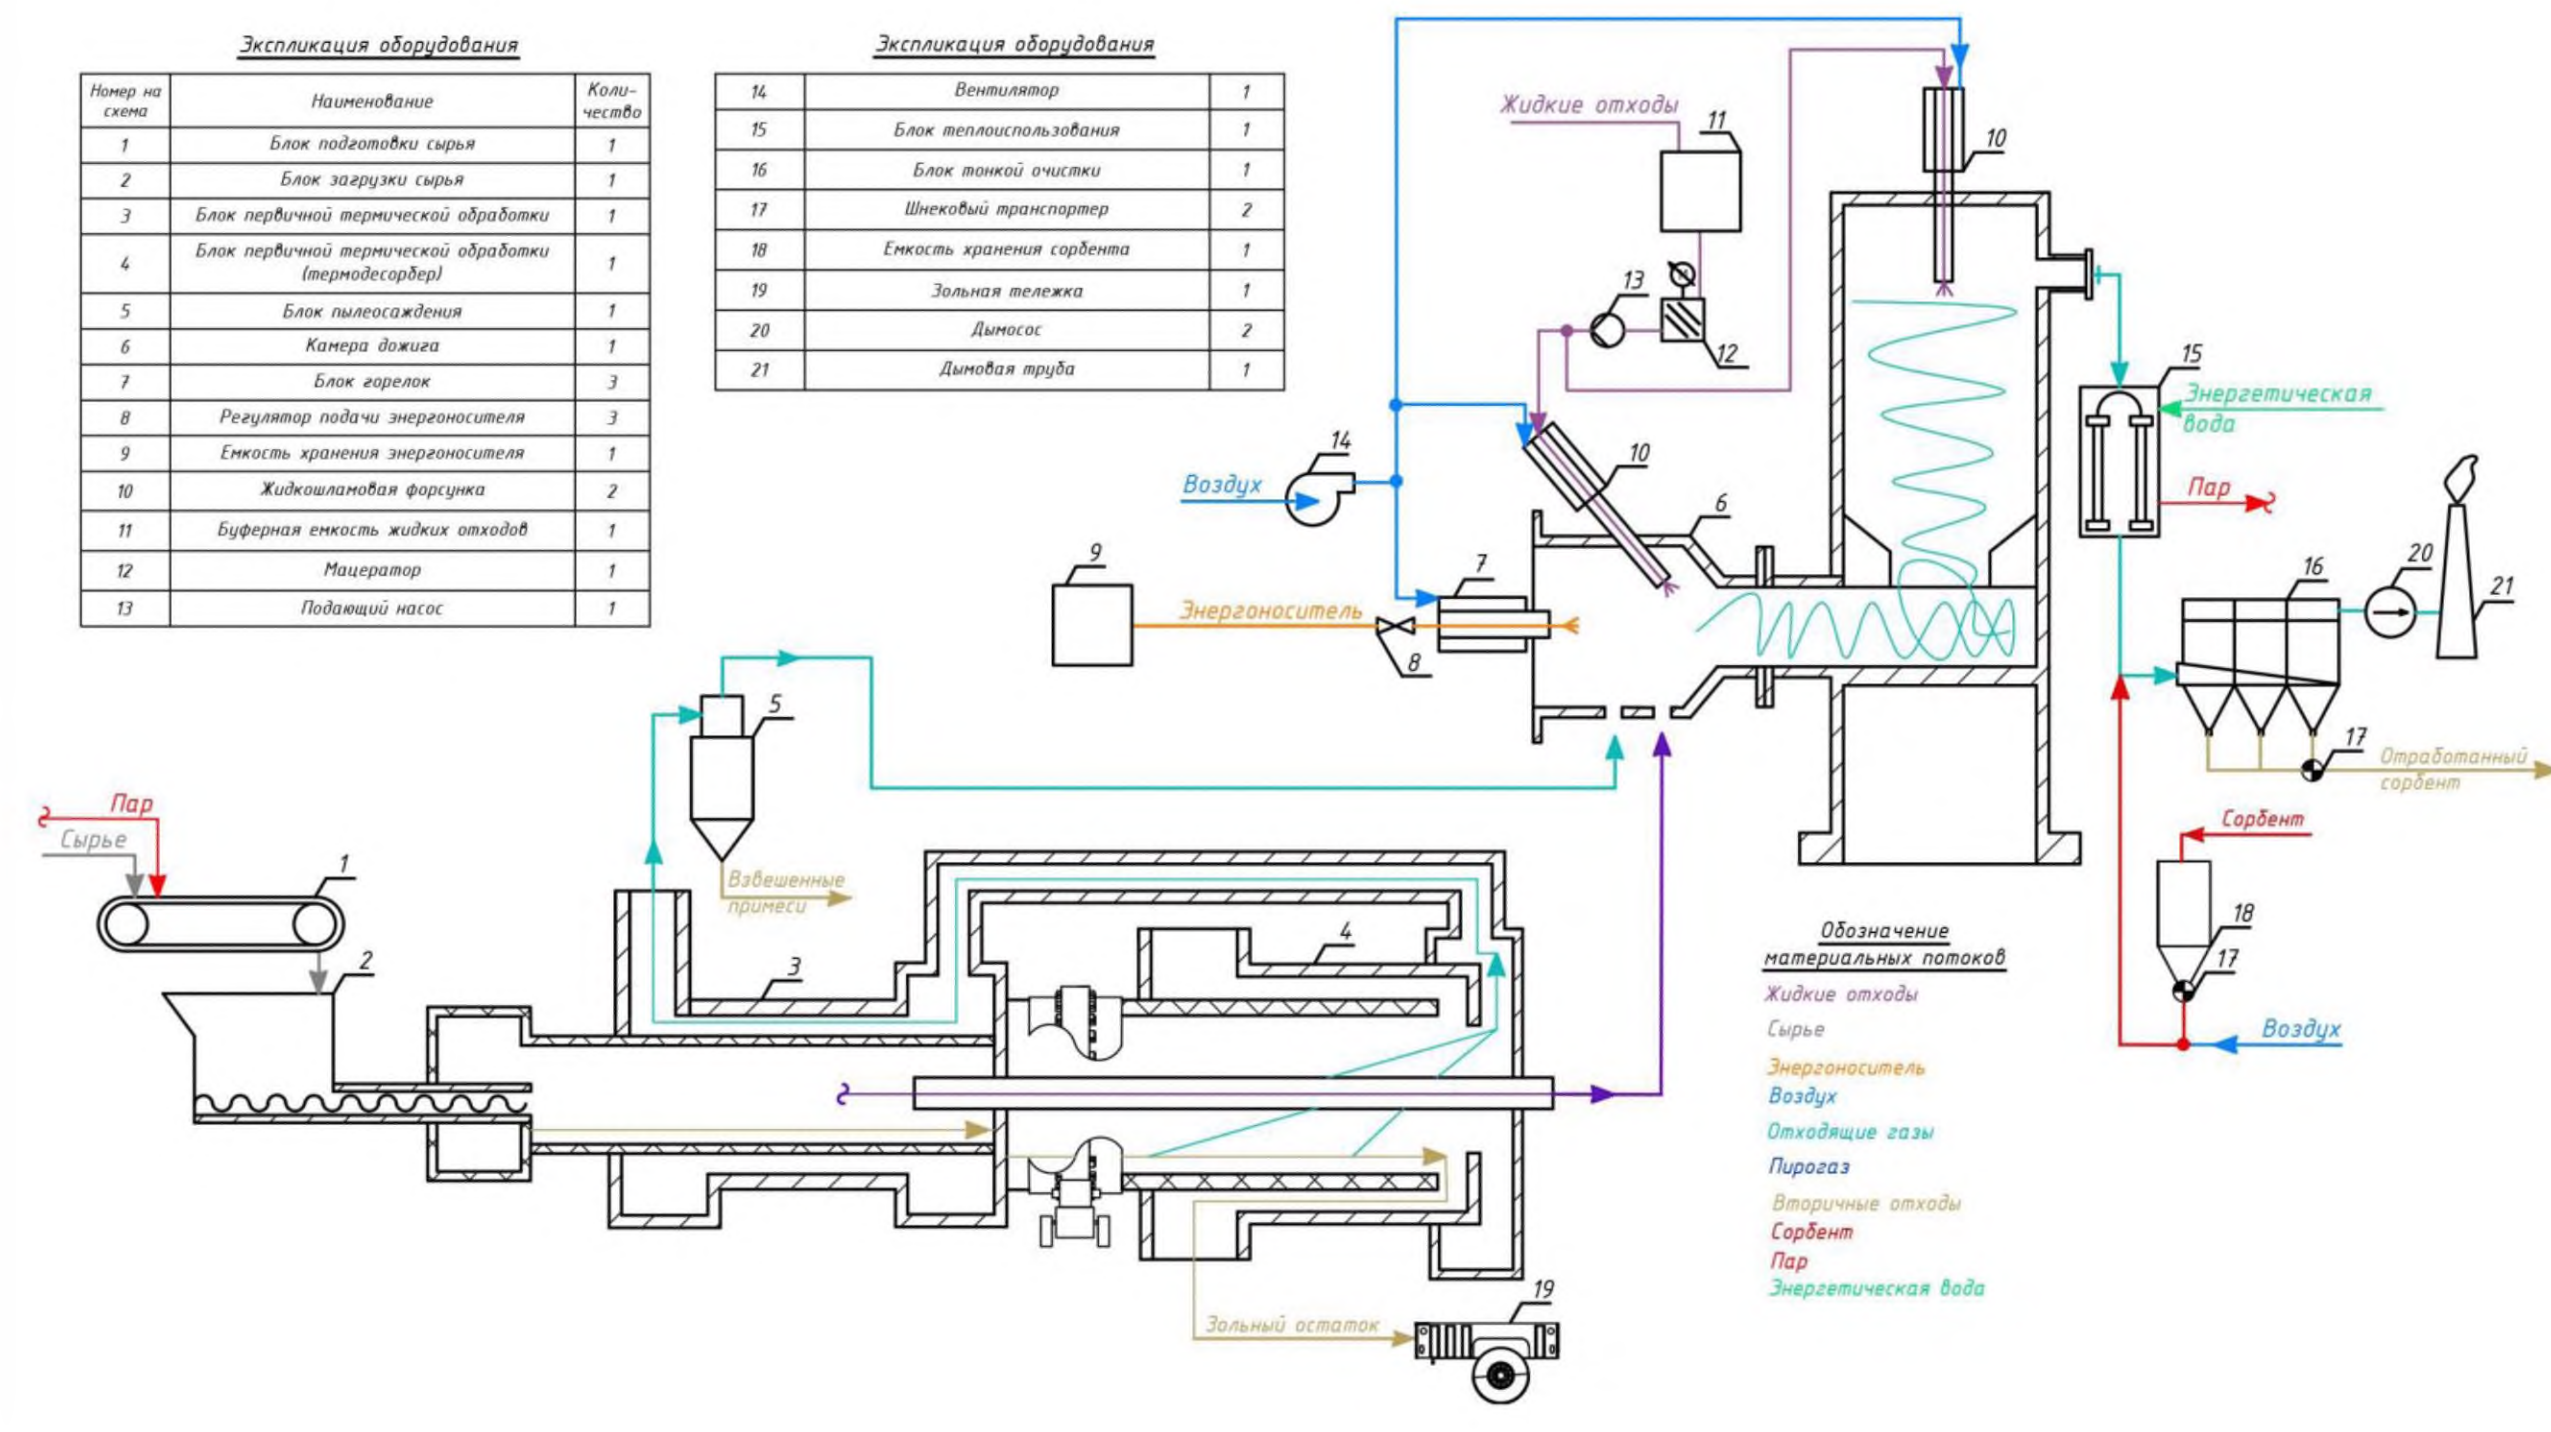 Экспликация оборудования
Номер на схема | Наименование | Коли-чество
1 | Блок подготовки сырья | 1
2 | Блок загрузки сырья | 1
3 | Блок первичной термической обработки | 1
4 | Блок первичной термической обработки (термодесорбер) | 1
5 | Блок пылеосаждения | 1
6 | Камера дожига | 1
7 | Блок горелок | 3
8 | Регулятор подачи энергоносителя | 3
9 | Емкость хранения энергоносителя | 1
10 | Жидкошламовая форсунка | 2
11 | Буферная емкость жидких отходов | 1
12 | Мацератор | 1
13 | Подающий насос | 1
Экспликация оборудования
14 | Вентилятор | 1
15 | Блок теплоиспользования | 1
16 | Блок тонкой очистки | 1
17 | Шнековый транспортер | 2
18 | Емкость хранения сорбента | 1
19 | Зольная тележка | 1
20 | Дымосос | 2
21 | Дымовая труба | 1
Жидкие отходы
11
10
13
12
15
Энергетическая
вода
14
Воздух
10
6
Пар
9
7
16
20
21
Энергоноситель
8
5
17
Отработанный
сорбент
Пар
Сырье
1
Взвешенные
примеси
Сорбент
2
3
4
18
17
Воздух
Обозначение
материальных потоков
Жидкие отходы
Сырье
Энергоноситель
Воздух
Отходящие газы
Пирогаз
Вторичные отходы
Сорбент
Пар
Энергетическая вода
Зольный остаток
19